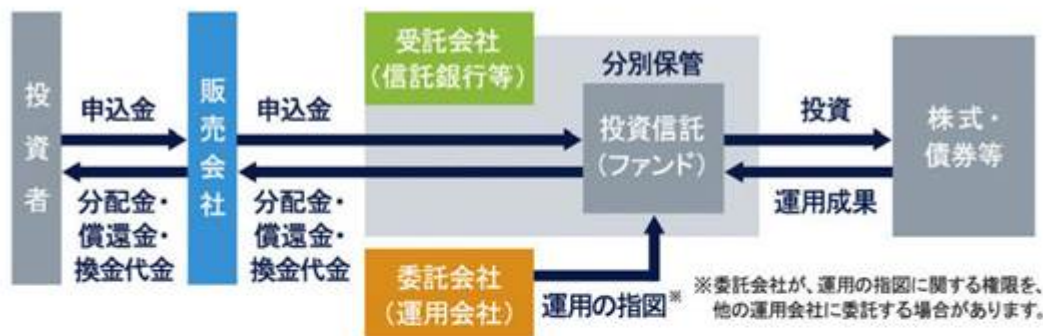 投資者
申込金
分配金・
償還金・
換金代金
販売会社
申込金
分配金・
償還金・
換金代金
受託会社
（信託銀行等）
分別保管
投資信託
（ファンド）
委託会社
（運用会社）
運用の指図※
投資
運用成果
株式・
債券等
※委託会社が、運用の指図に関する権限を、
他の運用会社に委託する場合があります。